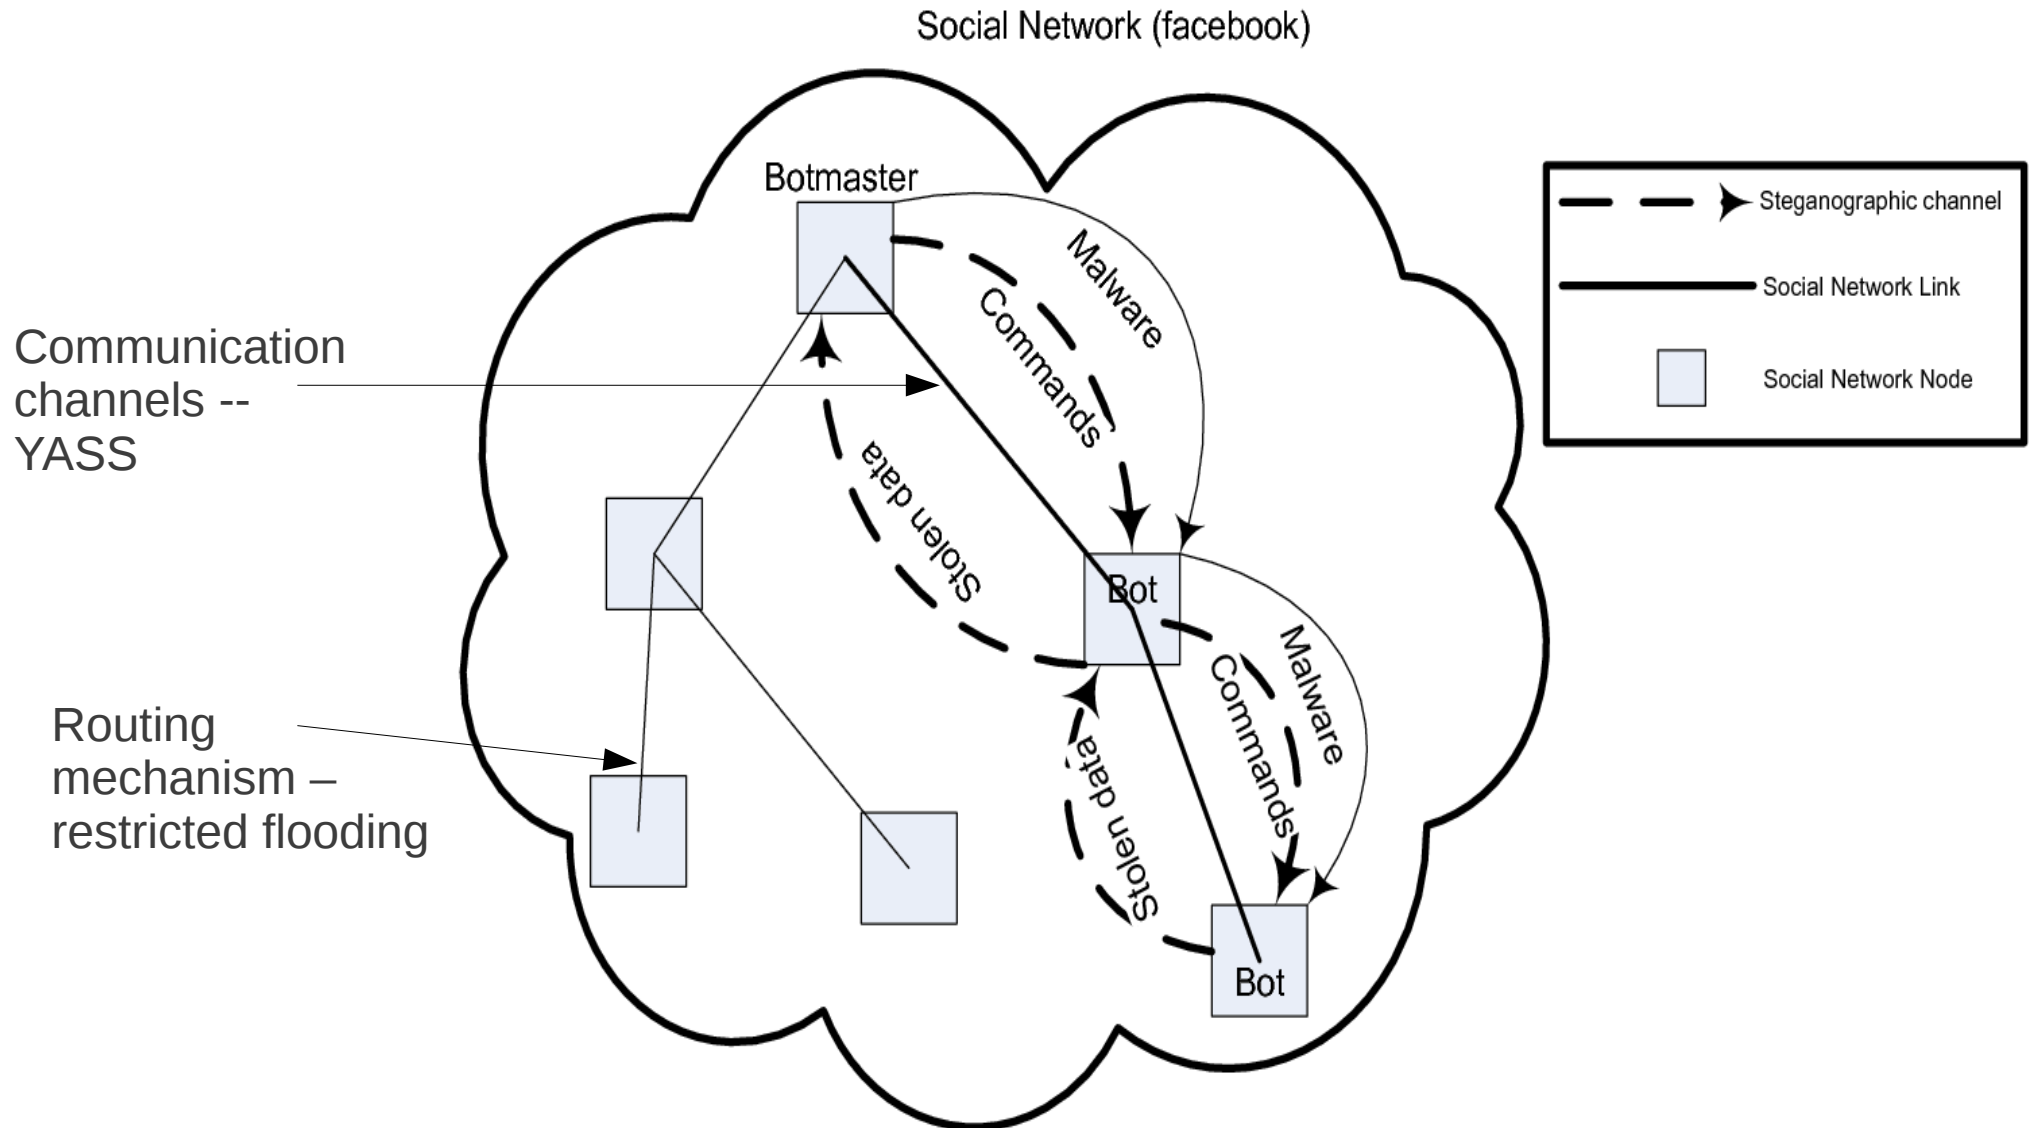 Social Network (facebook)
Botmaster
Steganographic channel
Social Network Link
Social Network Node
Malware
Commands
Stolen data
Communication
channels --
YASS
Bot
Malware
Commands
Stolen data
Routing
mechanism –
restricted flooding
Bot